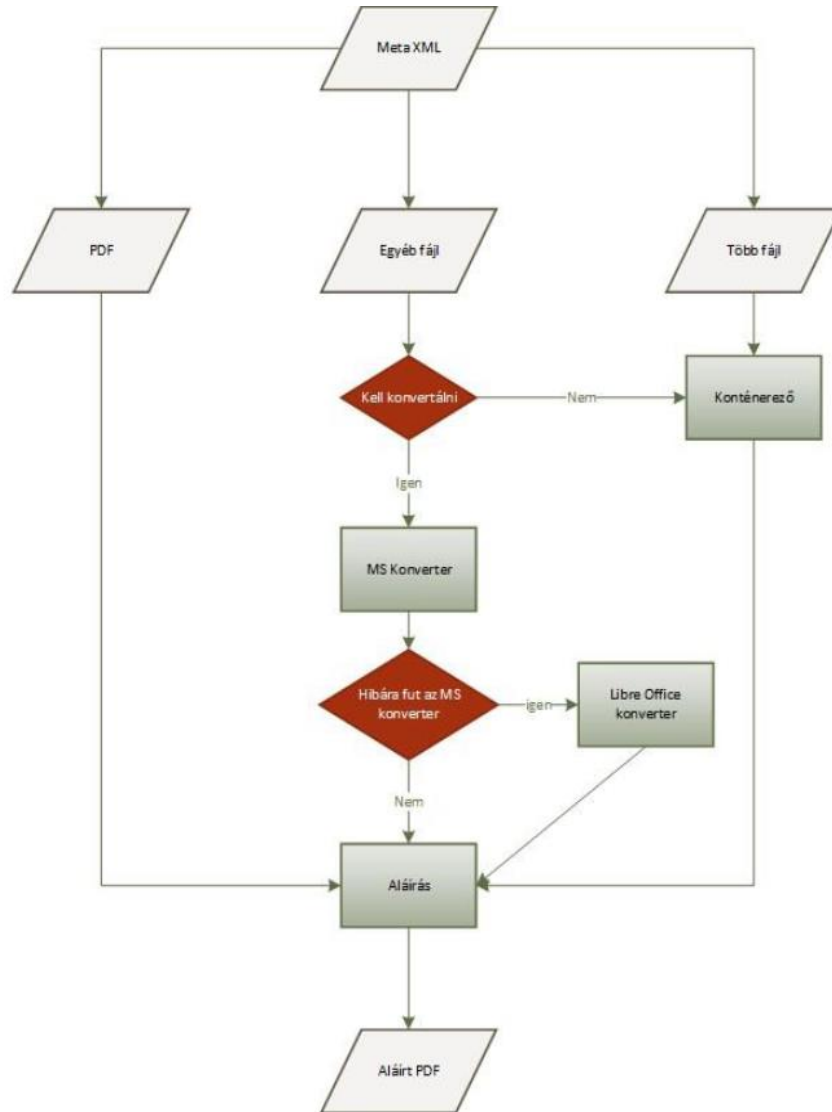 Meta XML
PDF
Egyéb fájl
Több fájl
Kell konvertálni
Nem
Konténerező
Igen
MS Konverter
Hibára fut az MS
konverter
igen
Libre Office
konverter
Nem
Aláírás
Aláírt PDF